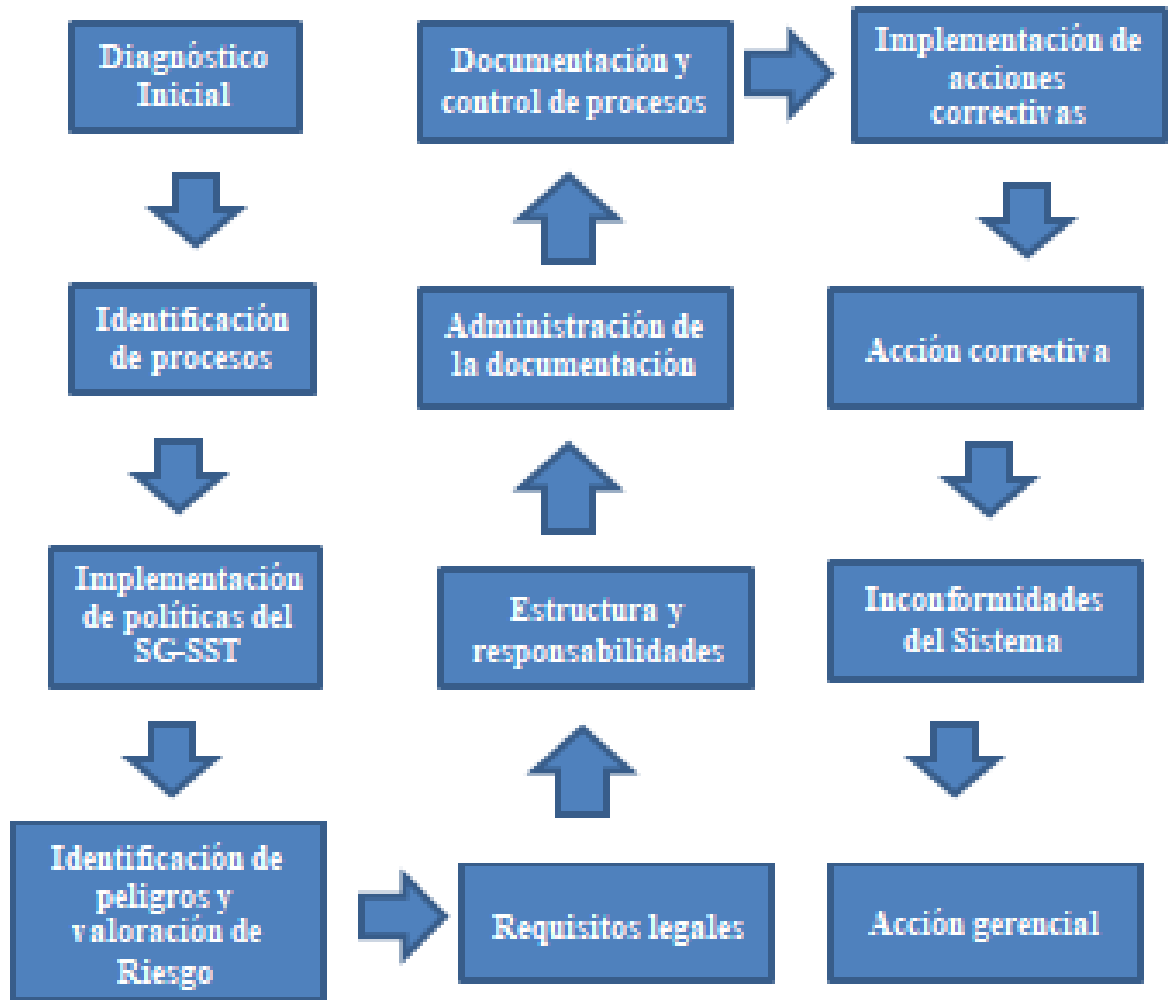 Diagnóstico
Inicial
Identificación
de procesos
Implementación
de políticas del
SG-SST
Identificación de
peligros y
valoración de
Riesgo
Requisitos legales
Estructura y
responsabilidades
Administración de
la documentación
Documentación y
control de procesos
Implementación de
acciones
correctivas
Acción correctiva
Inconformidades
del Sistema
Acción gerencial